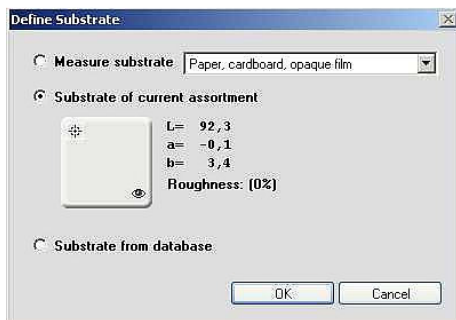 Define Substrate
Measure substrate Paper, cardboard, opaque film
Substrate of current assortment
L= 92,3
a= -0,1
b= 3,4
Roughness: (0%)
Substrate from database
OK Cancel